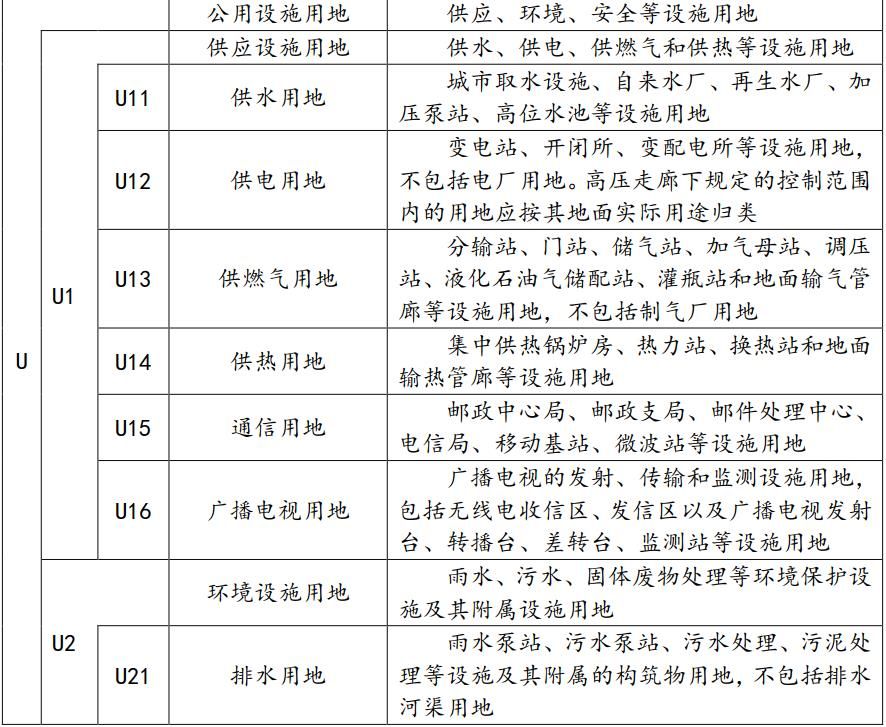 公用设施用地
供应、环境、安全等设施用地
供应设施用地
供水、供电、供燃气和供热等设施用地
U11
供水用地
城市取水设施、自来水厂、再生水厂、加
压泵站、高位水池等设施用地
U12
供电用地
变电站、开闭所、变配电所等设施用地，
不包括电厂用地。高压走廊下规定的控制范围
内的用地应按其地面实际用途归类
U1
U13
供燃气用地
分输站、门站、储气站、加气母站、调压
站、液化石油气储配站、灌瓶站和地面输气管
廊等设施用地，不包括制气厂用地
U
U14
供热用地
集中供热锅炉房、热力站、换热站和地面
输热管廊等设施用地
U15
通信用地
邮政中心局、邮政支局、邮件处理中心、
电信局、移动基站、微波站等设施用地
U16
广播电视用地
广播电视的发射、传输和监测设施用地，
包括无线电收信区、发信区以及广播电视发射
台、转播台、差转台、监测站等设施用地
U2
环境设施用地
雨水、污水、固体废物处理等环境保护设
施及其附属设施用地
U21
排水用地
雨水泵站、污水泵站、污水处理、污泥处
理等设施及其附属的构筑物用地，不包括排水
河渠用地